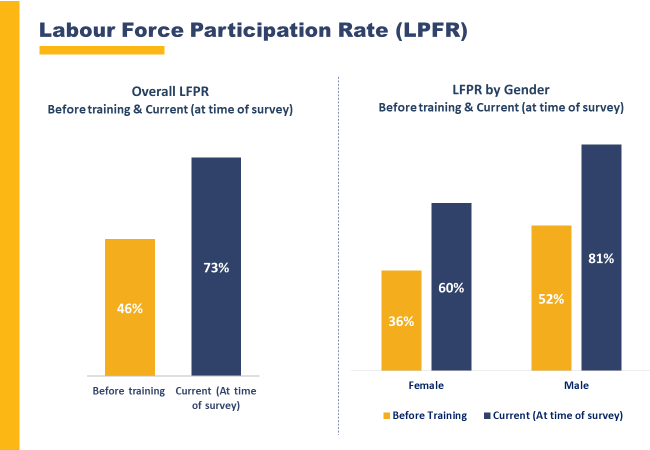 Labour Force Participation Rate (LPFR)
Overall LFPR
Before training & Current (at time of survey)
46%
73%
Before training
Current (At time
of survey)
LFPR by Gender
Before training & Current (at time of survey)
36%
60%
52%
81%
Female
Male
Before Training
Current (At time of survey)